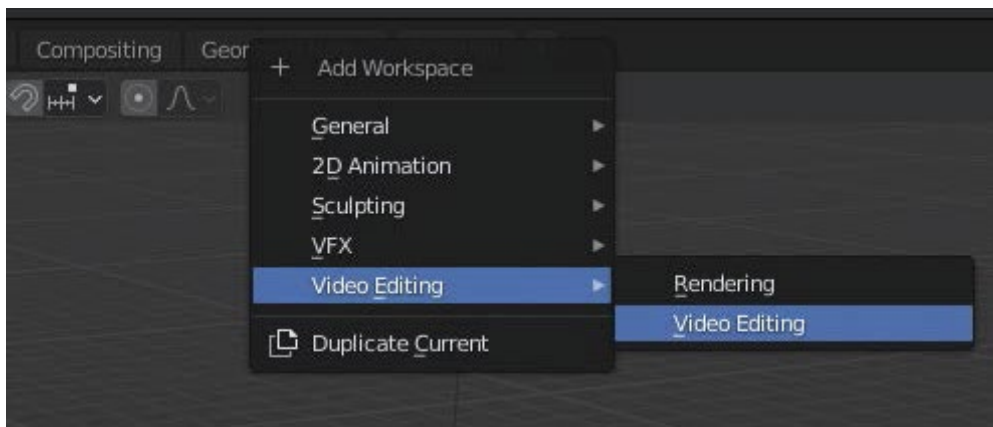 Compositing
Geor
Add Workspace
General
2D Animation
Sculpting
VFX
Video Editing
Rendering
Video Editing
Duplicate Current